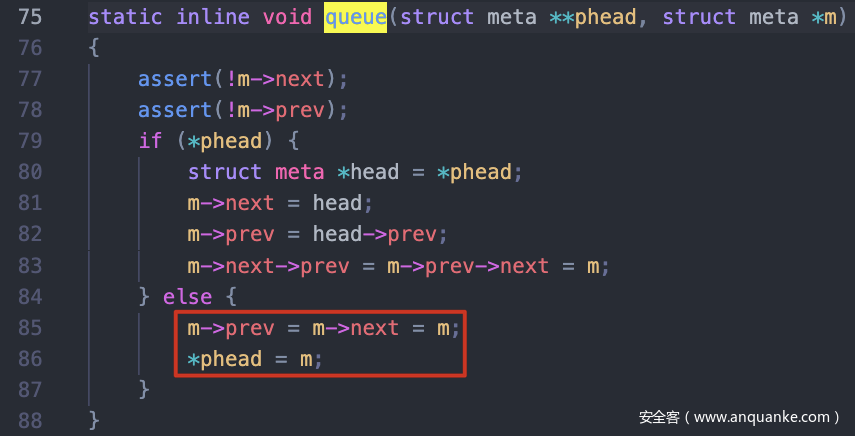 75 static inline void queue(struct meta **phead, struct meta *m)
76 {
77 assert(!m->next);
78 assert(!m->prev);
79 if (*phead) {
80 struct meta *head = *phead;
81 m->next = head;
82 m->prev = head->prev;
83 m->next->prev = m->prev->next = m;
84 } else {
85 m->prev = m->next = m;
86 *phead = m;
87 }
88 }
安全客（www.anquanke.com）